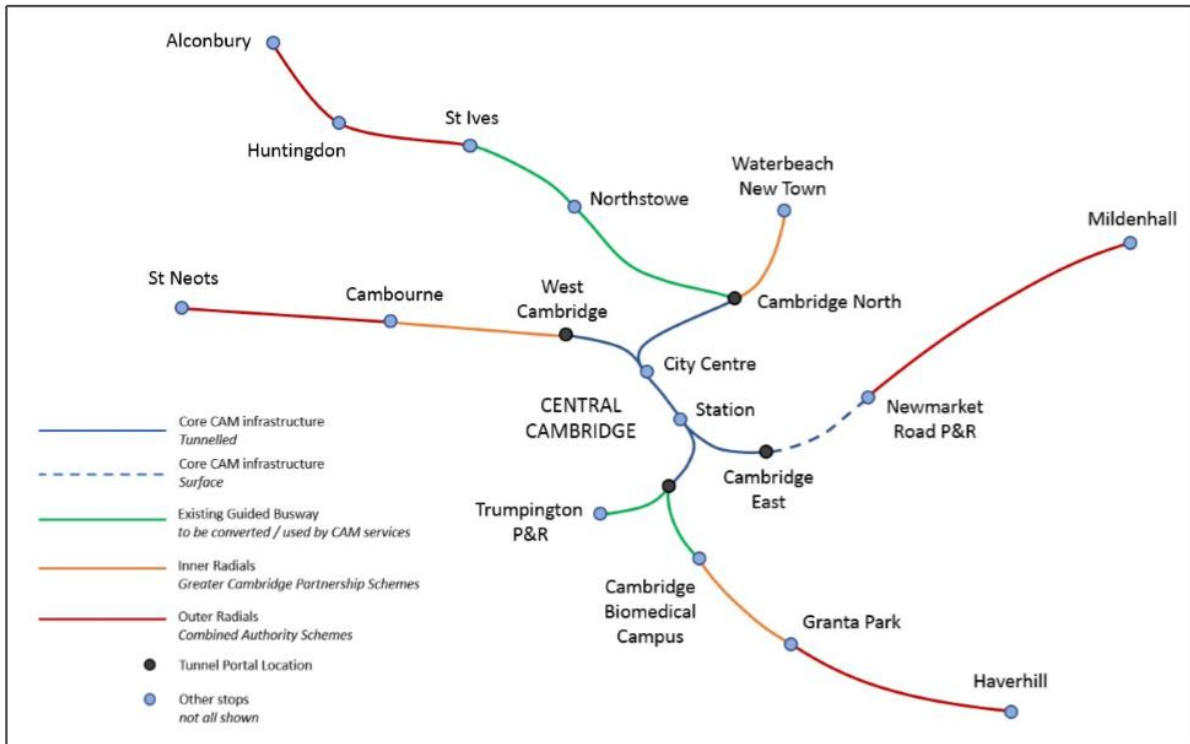 Alconbury
Huntingdon
St Ives
Northstowe
Waterbeach
New Town
Mildenhall
St Neots
Cambourne
West
Cambridge
Cambridge North
City Centre
CENTRAL
CAMBRIDGE
Station
Newmarket
Road P&R
Cambridge
East
Trumpington
P&R
Cambridge
Biomedical
Campus
Granta Park
Haverhill
Core CAM infrastructure
Tunnelled
Core CAM infrastructure
Surface
Existing Guided Busway
to be converted / used by CAM services
Inner Radials
Greater Cambridge Partnership Schemes
Outer Radials
Combined Authority Schemes
Tunnel Portal Location
Other stops
not all shown